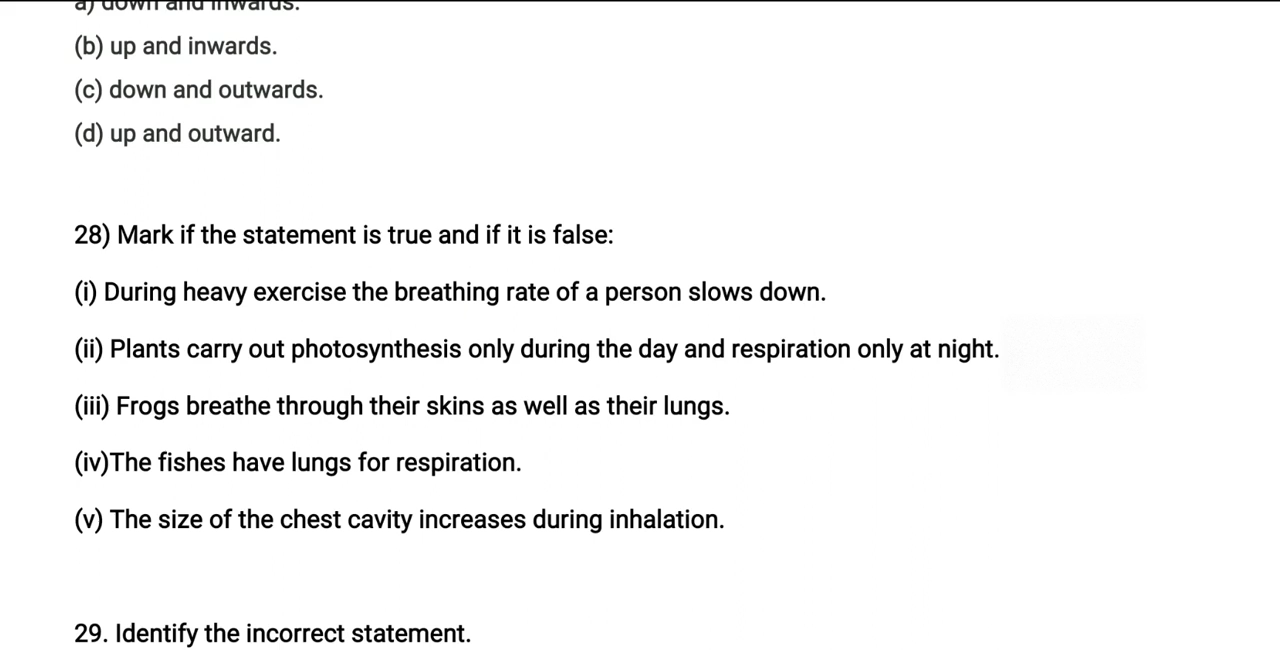 a) down and inwards.
(b) up and inwards.
(c) down and outwards.
(d) up and outward.
28) Mark if the statement is true and if it is false:
(i) During heavy exercise the breathing rate of a person slows down.
(ii) Plants carry out photosynthesis only during the day and respiration only at night.
(iii) Frogs breathe through their skins as well as their lungs.
(iv)The fishes have lungs for respiration.
(v) The size of the chest cavity increases during inhalation.
29. Identify the incorrect statement.